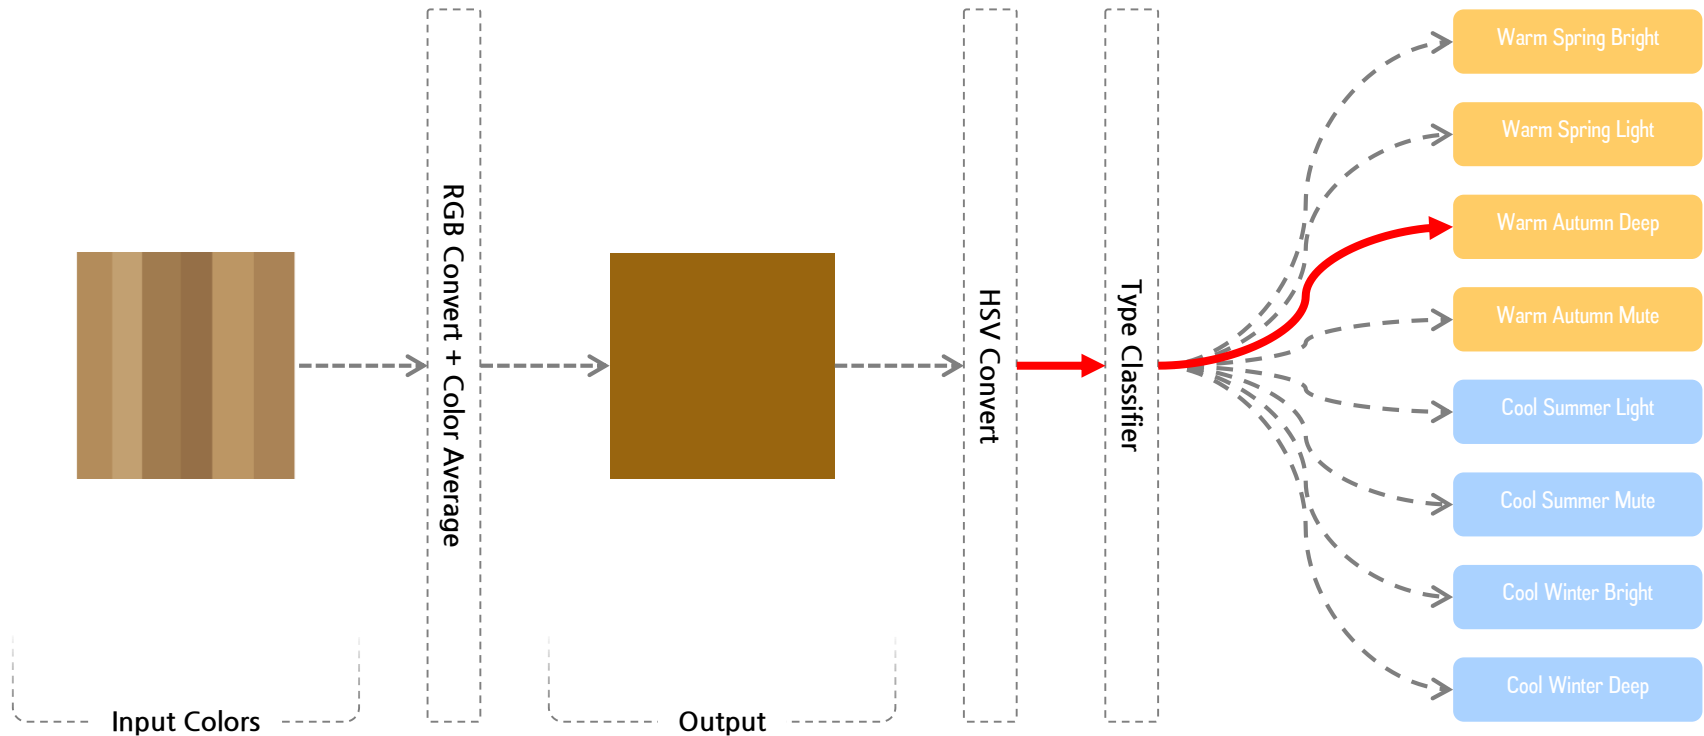 Input Colors
RGB Convert + Color Average
Output
HSV Convert
Type Classifier
Warm Spring Bright
Warm Spring Light
Warm Autumn Deep
Warm Autumn Mute
Cool Summer Light
Cool Summer Mute
Cool Winter Bright
Cool Winter Deep